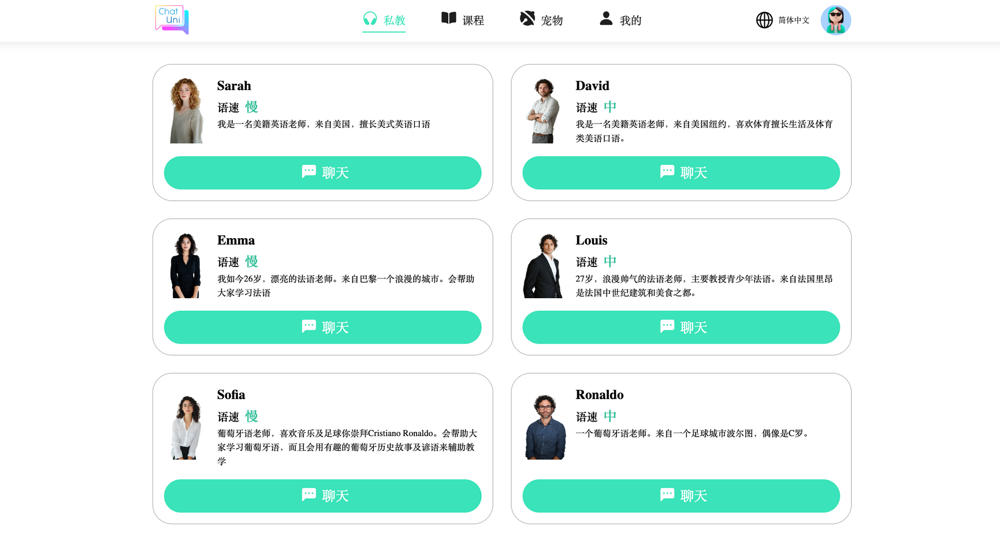 Chat
Uni
私教
课程
宠物
我的
简体中文
Sarah
语速 慢
我是一名美籍英语老师，来自美国，擅长美式英语口语
聊天
David
语速 中
我是一名美籍英语老师，来自美国纽约，喜欢体育擅长生活及体育
类美语口语。
聊天
Emma
语速 慢
我如今26岁，漂亮的法语老师。来自巴黎一个浪漫的城市。会帮助
大家学习法语
聊天
Louis
语速 中
27岁，浪漫帅气的法语老师，主要教授青少年法语。来自法国里昂
是法国中世纪建筑和美食之都。
聊天
Sofia
语速 慢
葡萄牙语老师，喜欢音乐及足球你崇拜Cristiano Ronaldo。会帮助大
家学习葡萄牙语，而且会用有趣的葡萄牙历史故事及谚语来辅助教
学
聊天
Ronaldo
语速 中
一个葡萄牙语老师。来自一个足球城市波尔图，偶像是C罗。
聊天